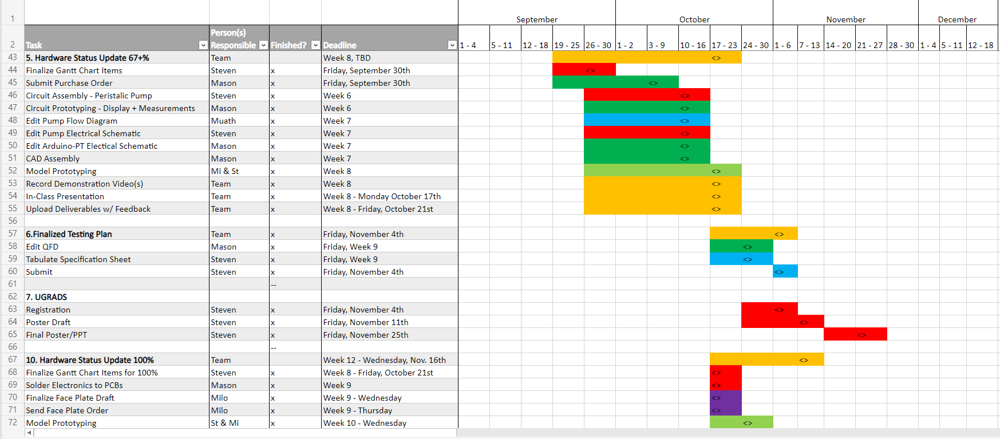 1 September October November December
2 Task Person(s) Responsible Finished? Deadline 1 - 4 5 - 11 12 - 18 19 - 25 26 - 30 1 - 2 3 - 9 10 - 16 17 - 23 24 - 30 1 - 6 7 - 13 14 - 20 21 - 27 28 - 30 1 - 4 5 - 11 12 - 18
43 5. Hardware Status Update 67+% Team Week 8, TBD <>
44 Finalize Gantt Chart Items Steven x Friday, September 30th <>
45 Submit Purchase Order Mason x Friday, September 30th <>
46 Circuit Assembly - Peristalic Pump Steven x Week 6 <>
47 Circuit Prototyping - Display + Measurements Mason x Week 6 <>
48 Edit Pump Flow Diagram Muath x Week 7 <>
49 Edit Pump Electrical Schematic Steven x Week 7 <>
50 Edit Arduino-PT Electical Schematic Mason x Week 7 <>
51 CAD Assembly Mason x Week 7 <>
52 Model Prototyping Mi & St x Week 8 <>
53 Record Demonstration Video(s) Team x Week 8 <>
54 In-Class Presentation Team x Week 8 - Monday October 17th <>
55 Upload Deliverables w/ Feedback Team x Week 8 - Friday, October 21st <>
56
57 6.Finalized Testing Plan Team x Friday, November 4th <>
58 Edit QFD Mason x Friday, Week 9 <>
59 Tabulate Specification Sheet Steven x Friday, Week 9 <>
60 Submit Steven x Friday, November 4th <>
61 --
62 7. UGRADS
63 Registration Steven x Friday, November 4th <>
64 Poster Draft Steven x Friday, November 11th <>
65 Final Poster/PPT Steven x Friday, November 25th <>
66 --
67 10. Hardware Status Update 100% Team Week 12 - Wednesday, Nov. 16th <>
68 Finalize Gantt Chart Items for 100% Steven x Week 8 - Friday, October 21st <>
69 Solder Electronics to PCBs Mason x Week 9 <>
70 Finalize Face Plate Draft Milo x Week 9 - Wednesday <>
71 Send Face Plate Order Milo x Week 9 - Thursday <>
72 Model Prototyping St & Mi x Week 10 - Wednesday <>